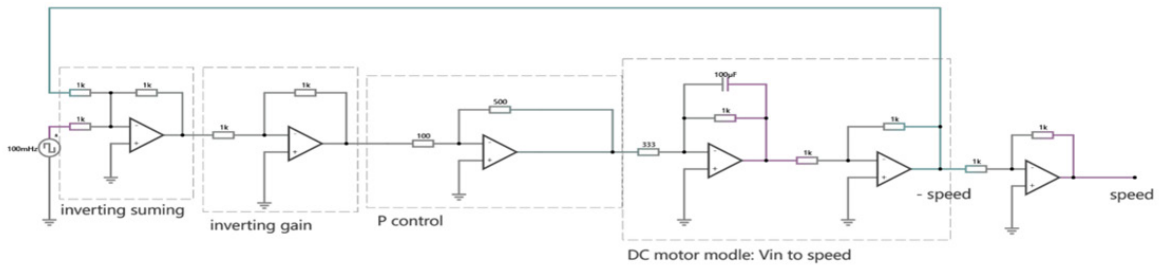 100µF
1k 1k 1k 500 1k 1k 1k
1k 1k 100 333 1k 1k
100mHz
- speed speed
inverting suming
inverting gain
P control
DC motor modle: Vin to speed